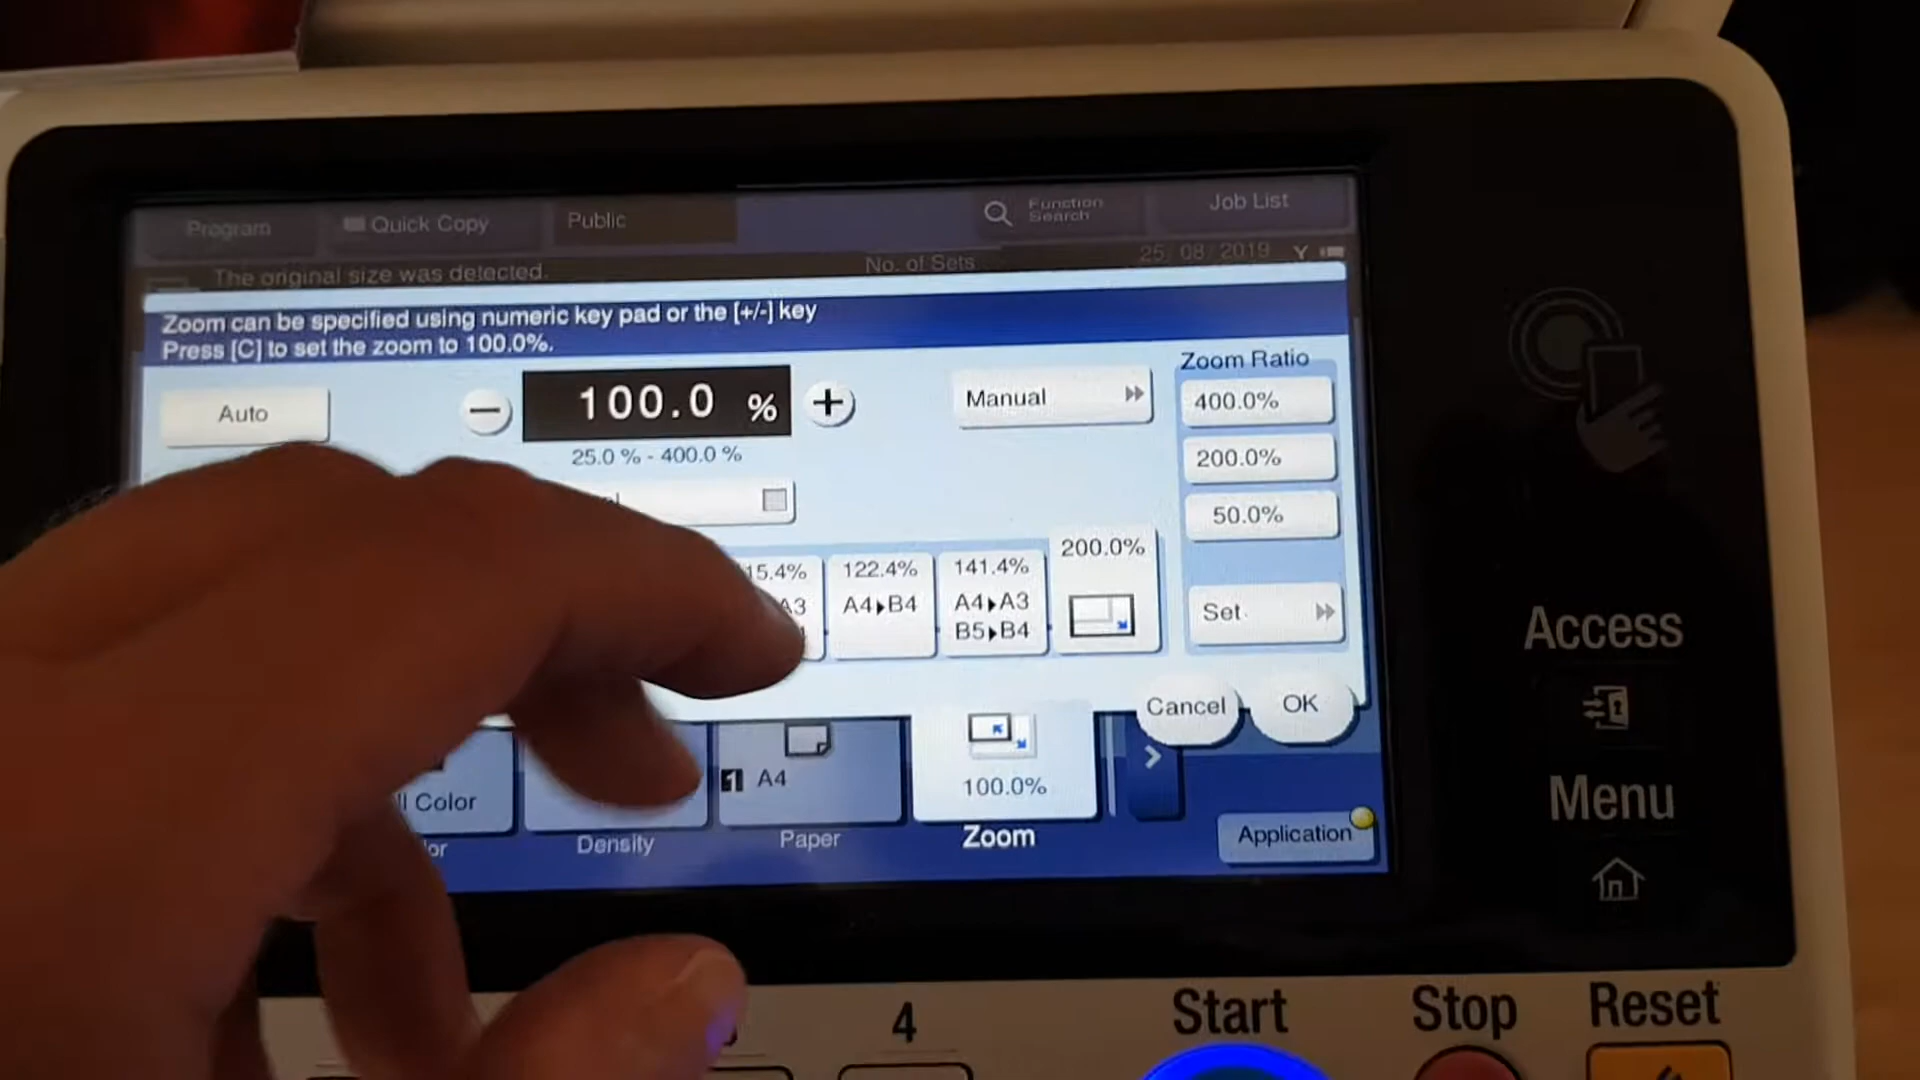 Program
Quick Copy
Public
Function
Search
Job List
The original size was detected.
No. of Sets
25/08/2019
Zoom can be specified using numeric key pad or the [+/-] key
Press [C] to set the zoom to 100.0%.
Auto
−
100.0 %
+
25.0 % - 400.0 %
Manual
Zoom Ratio
400.0%
200.0%
50.0%
Set
122.4%
A4▶B4
141.4%
A4▶A3
B5▶B4
200.0%
Cancel
OK
Color
Density
1 A4
Paper
100.0%
Zoom
Application
Access
Menu
4
Start
Stop
Reset